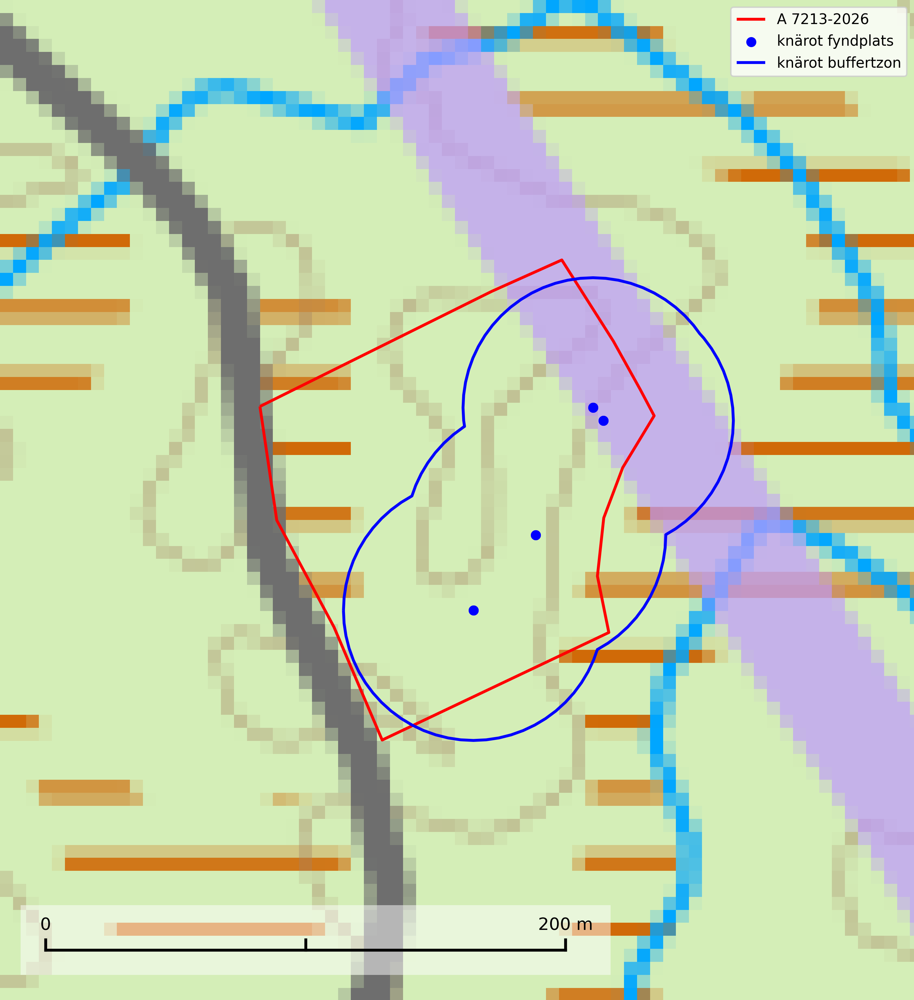 A 7213-2026
knärot fyndplats
knärot buffertzon
0 200 m